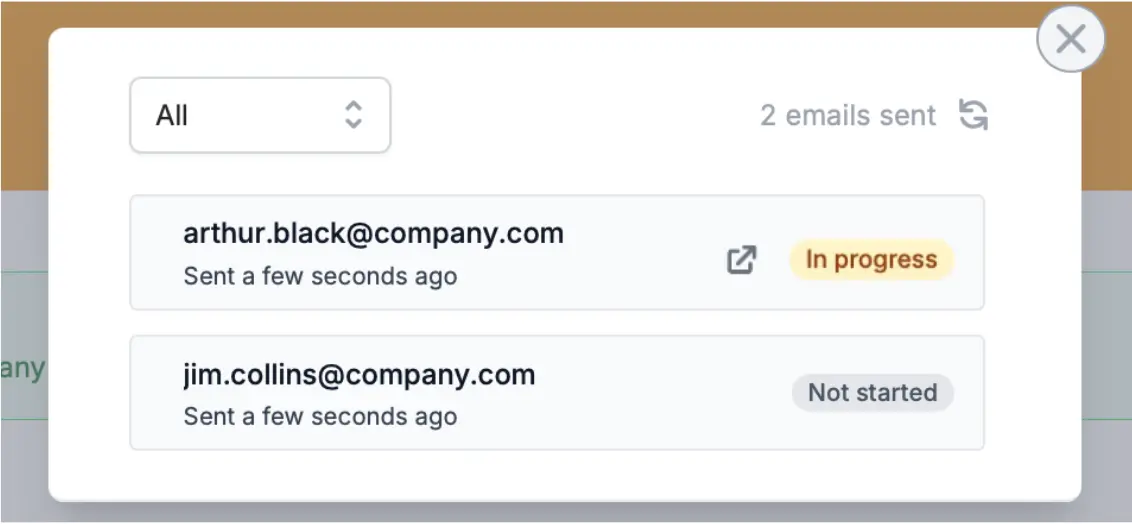 All
2 emails sent
arthur.black@company.com
Sent a few seconds ago
In progress
any
jim.collins@company.com
Sent a few seconds ago
Not started